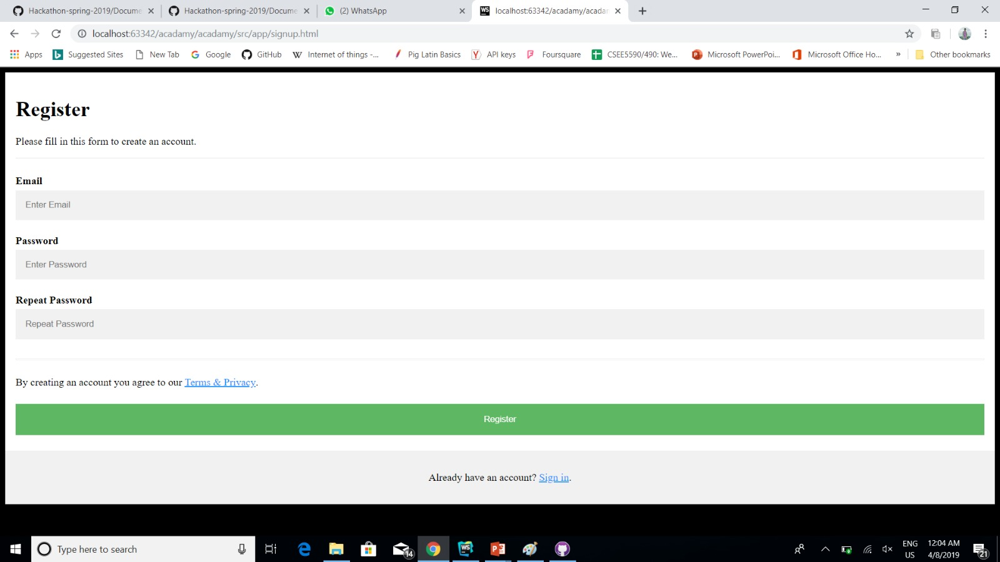 Hackathon-spring-2019/Docume
Hackathon-spring-2019/Docume
(2) WhatsApp
WS
localhost:63342/acadamy/acadam
localhost:63342/acadamy/acadamy/src/app/signup.html
Apps
Suggested Sites
New Tab
Google
GitHub
Internet of things -...
Pig Latin Basics
API keys
Foursquare
CSEE5590/490: We...
Microsoft PowerPoi...
Microsoft Office Ho...
»
Other bookmarks
Register
Please fill in this form to create an account.
Email
Enter Email
Password
Enter Password
Repeat Password
Repeat Password
By creating an account you agree to our Terms & Privacy.
Register
Already have an account? Sign in.
Type here to search
14
WS
ENG
US
12:04 AM
4/8/2019
21